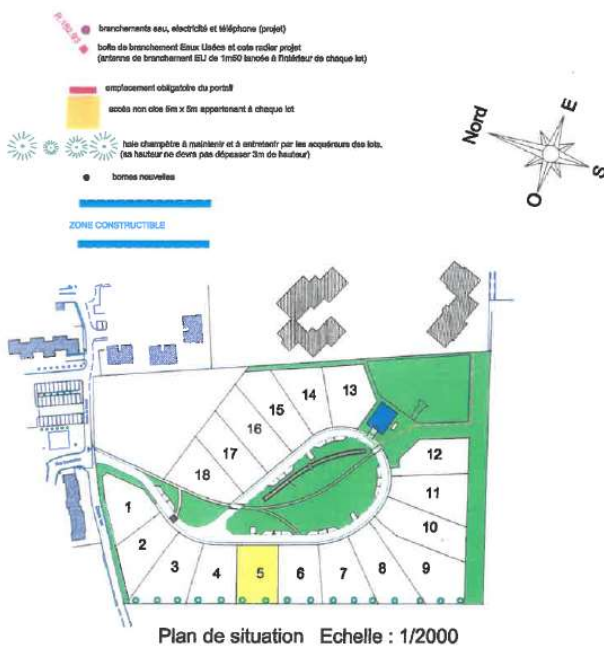 R:152.93
branchements eau, electricité et téléphone (projet)
boîte de branchement Eaux Usées et cote radier projet
(antenne de branchement EU de 1m50 lancée à l'intérieur de chaque lot)
emplacement obligatoire du portail
accès non clos 5m x 5m appartenant à chaque lot
haie champêtre à maintenir et à entretenir par les acquéreurs des lots.
(sa hauteur ne devra pas dépasser 3m de hauteur)
bornes nouvelles
ZONE CONSTRUCTIBLE
Nord
E
S
O
13
14
15
16
17
18
12
11
10
9
1
2
3
4
5
6
7
8
Plan de situation Echelle : 1/2000